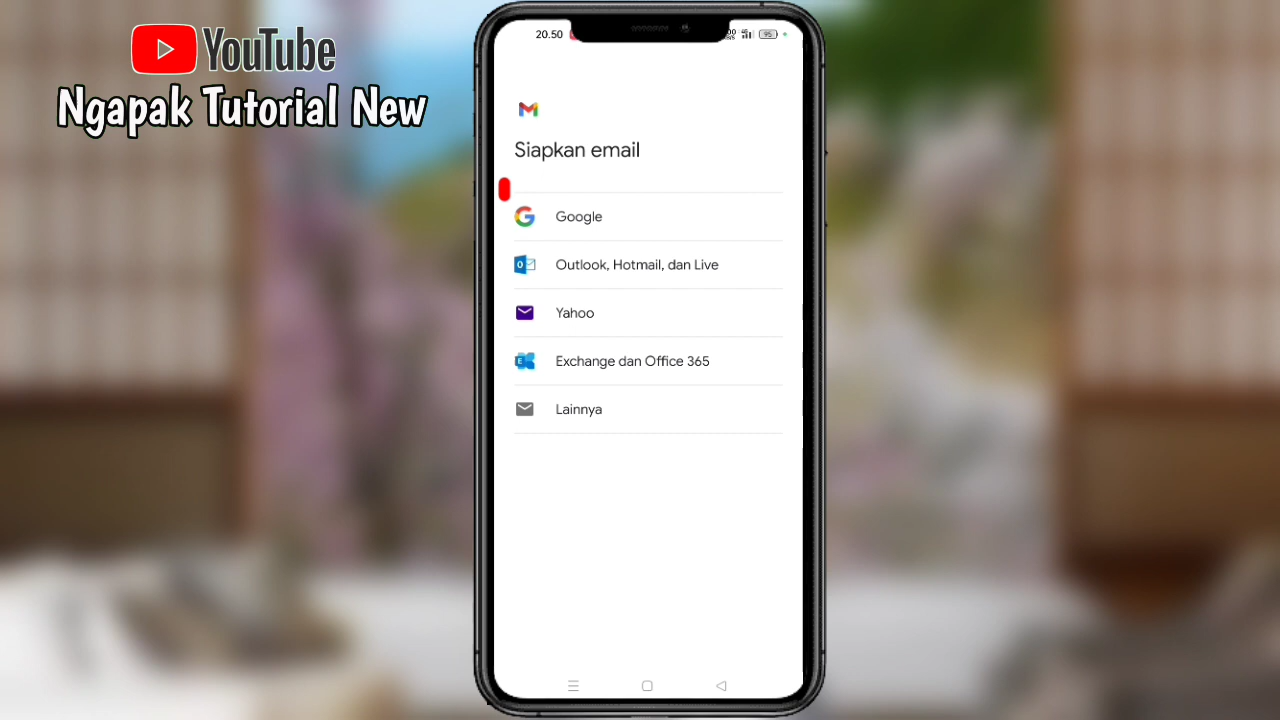 YouTube
Ngapak Tutorial New
20.50
95
Siapkan email
Google
Outlook, Hotmail, dan Live
Yahoo
Exchange dan Office 365
Lainnya